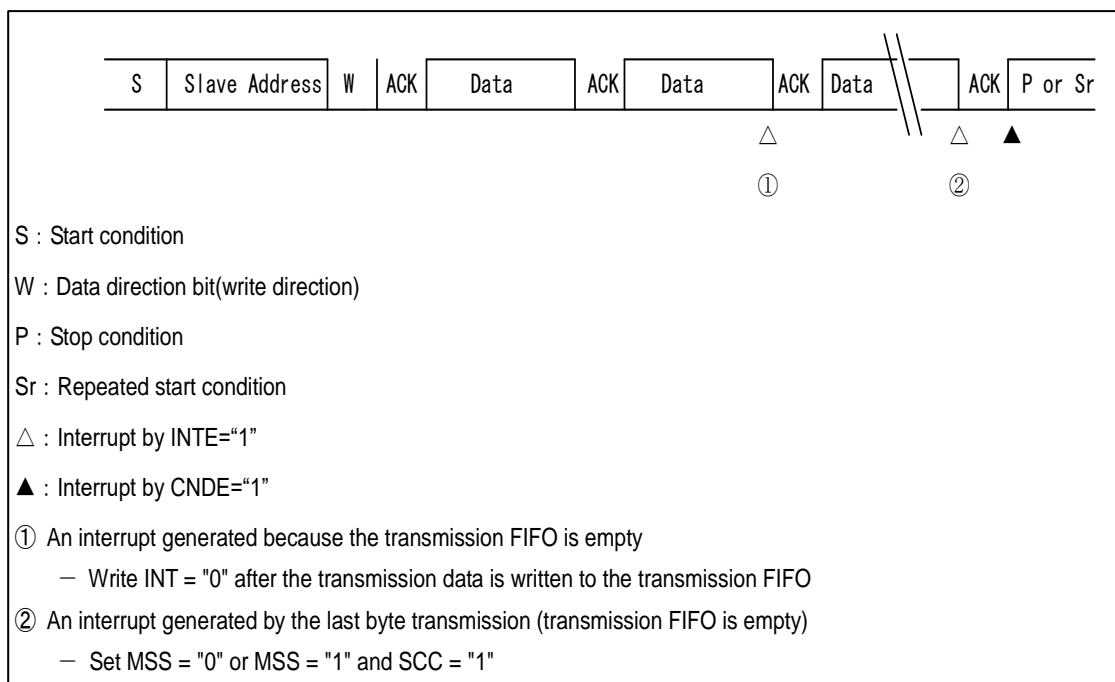 S Slave Address W ACK Data ACK Data ACK Data ACK P or Sr
△ △ ▲
① ②
S : Start condition
W : Data direction bit(write direction)
P : Stop condition
Sr : Repeated start condition
△ : Interrupt by INTE=“1”
▲ : Interrupt by CNDE=“1”
① An interrupt generated because the transmission FIFO is empty
－ Write INT = "0" after the transmission data is written to the transmission FIFO
② An interrupt generated by the last byte transmission (transmission FIFO is empty)
－ Set MSS = "0" or MSS = "1" and SCC = "1"